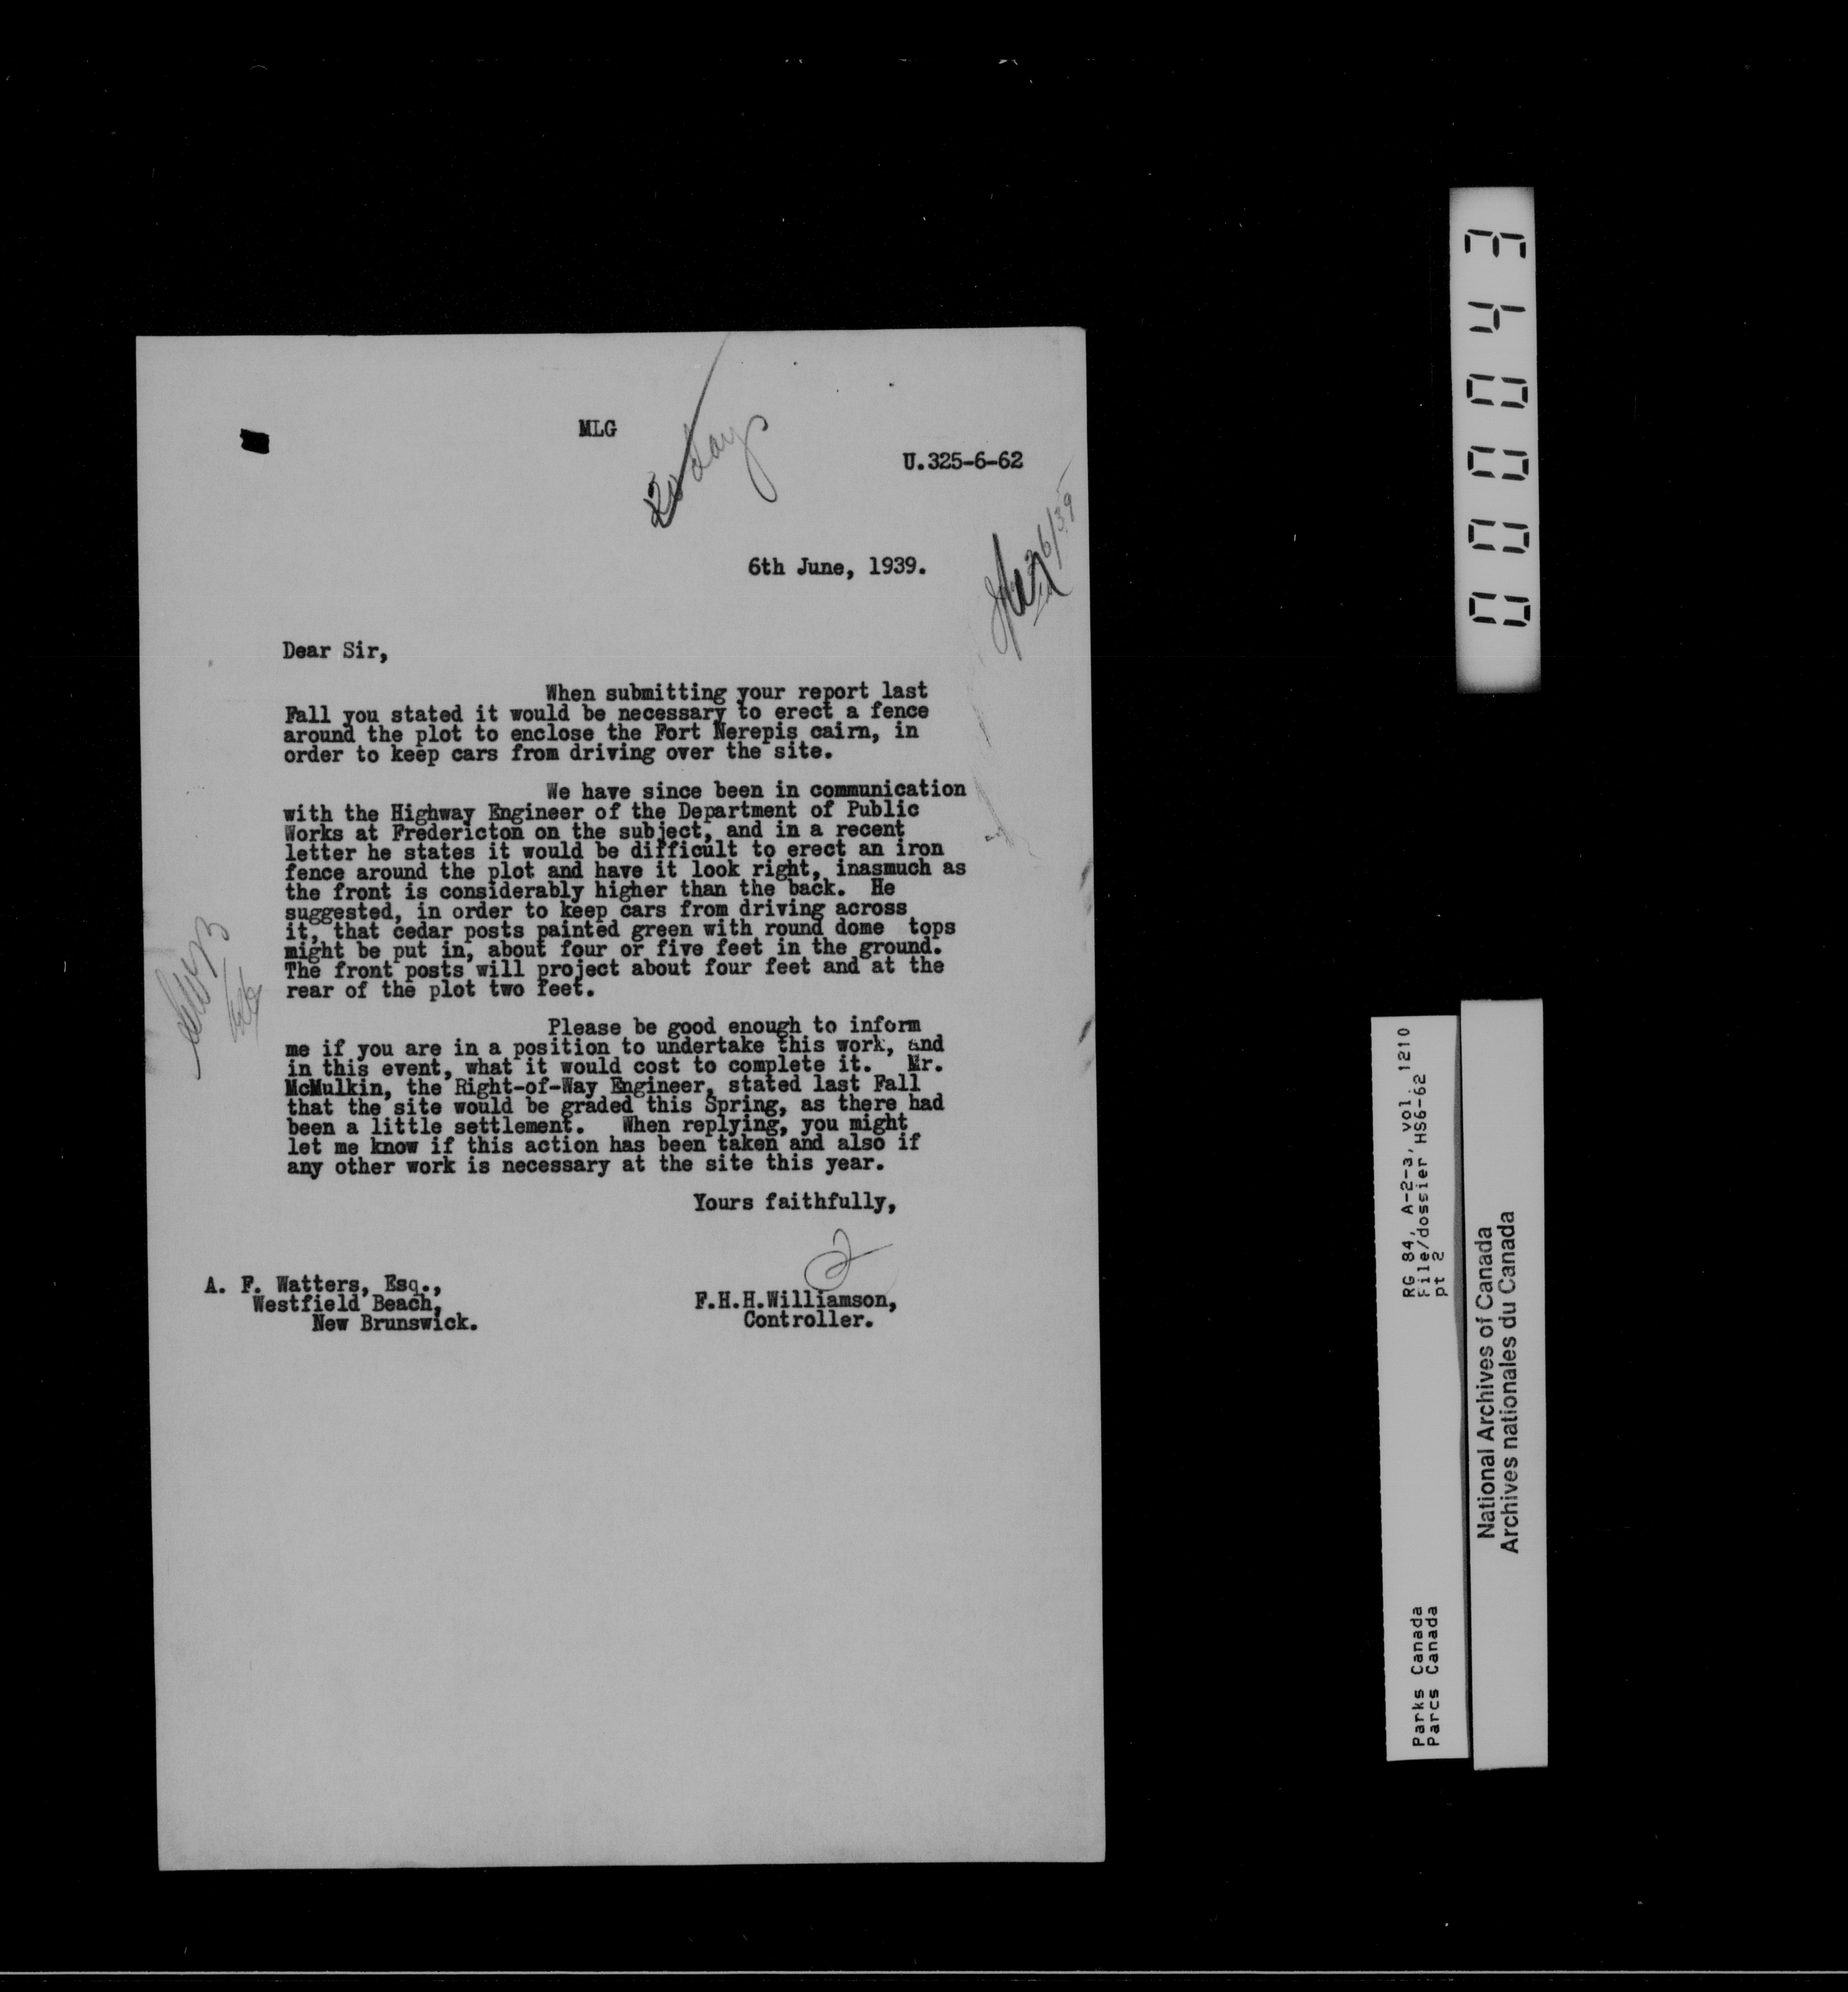 MLG
20 days
U.325-6-62
6th June, 1939.
Dear Sir,
When submitting your report last
Fall you stated it would be necessary to erect a fence
around the plot to enclose the Fort Nerepis cairn, in
order to keep cars from driving over the site.
We have since been in communication
with the Highway Engineer of the Department of Public
Works at Fredericton on the subject, and in a recent
letter he states it would be difficult to erect an iron
fence around the plot and have it look right, inasmuch as
the front is considerably higher than the back. He
suggested, in order to keep cars from driving across
it, that cedar posts painted green with round dome tops
might be put in, about four or five feet in the ground.
The front posts will project about four feet and at the
rear of the plot two feet.
Please be good enough to inform
me if you are in a position to undertake this work, and
in this event, what it would cost to complete it. Mr.
McMulkin, the Right-of-Way Engineer, stated last Fall
that the site would be graded this Spring, as there had
been a little settlement. When replying, you might
let me know if this action has been taken and also if
any other work is necessary at the site this year.
Yours faithfully,
A. F. Watters, Esq.,
Westfield Beach,
New Brunswick.
F.H.H.Williamson,
Controller.
000043
RG 84, A-2-a, vol. 1210
File/dossier HS6-62
pt 2
Parks Canada
Parcs Canada
National Archives of Canada
Archives nationales du Canada